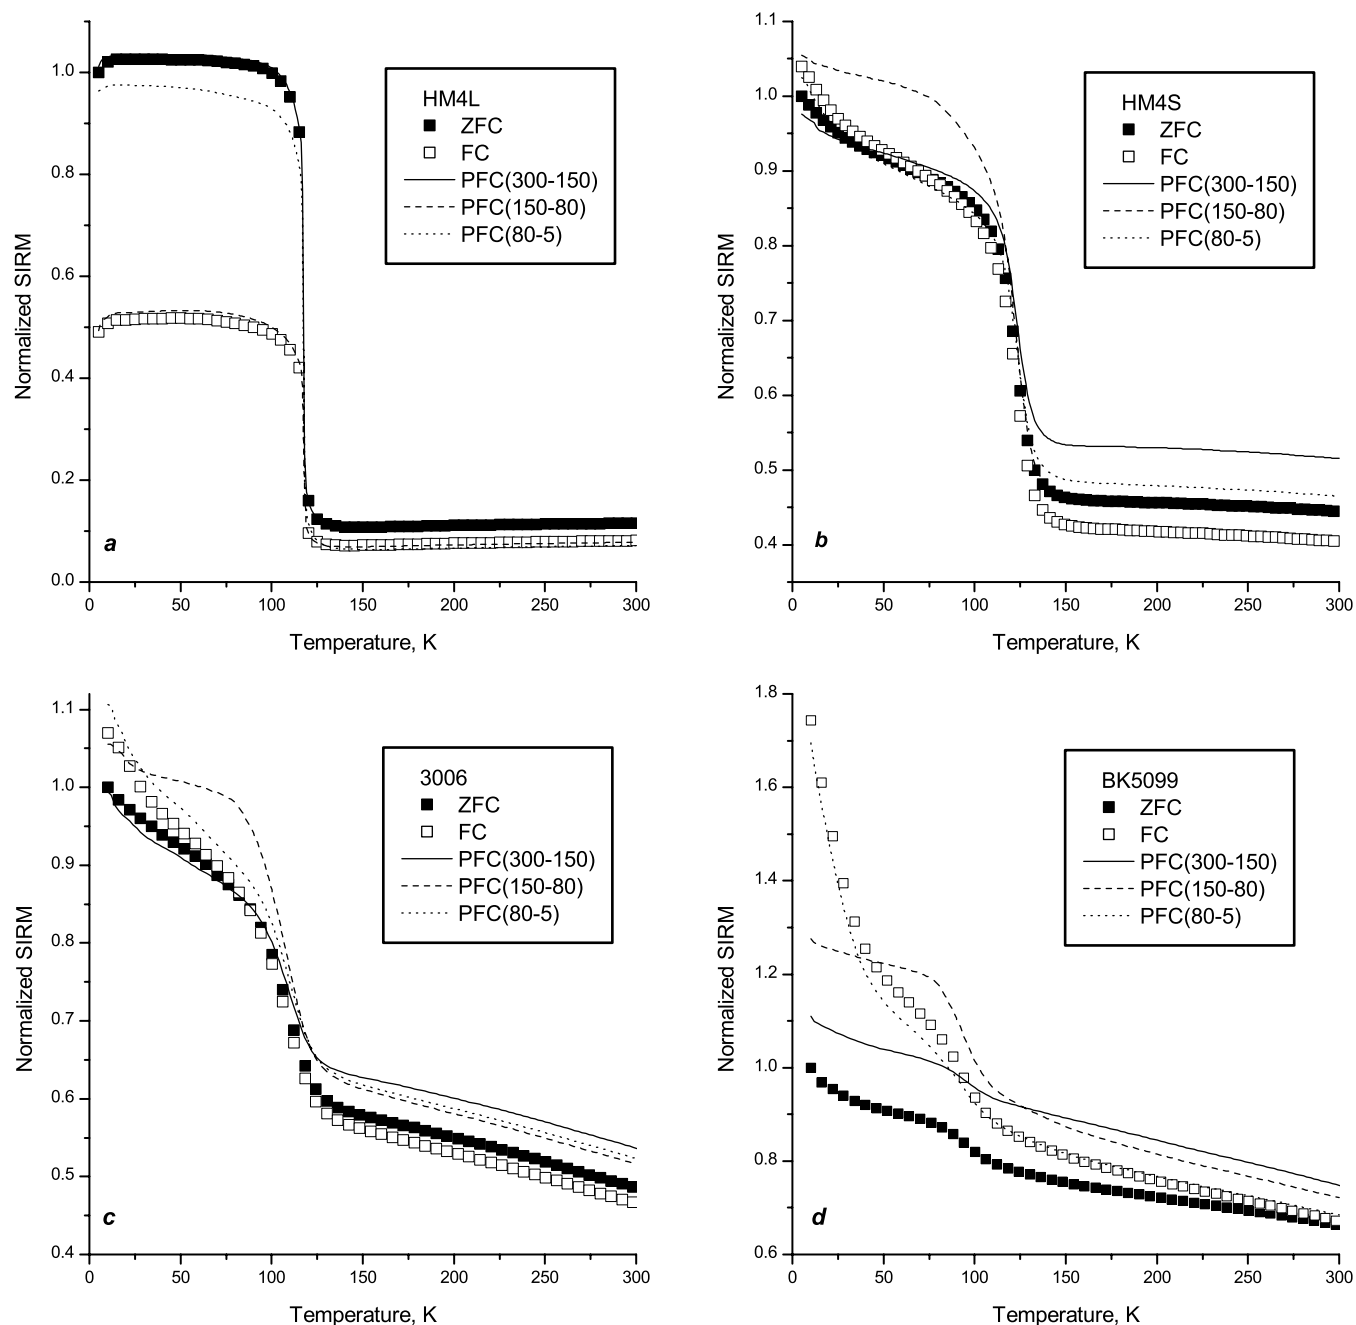 Normalized SIRM
1.0
0.8
0.6
0.4
0.2
0.0
HM4L
ZFC
FC
PFC(300-150)
PFC(150-80)
PFC(80-5)
a
0 50 100 150 200 250 300
Temperature, K
Normalized SIRM
1.1
1.0
0.9
0.8
0.7
0.6
0.5
0.4
HM4S
ZFC
FC
PFC(300-150)
PFC(150-80)
PFC(80-5)
b
0 50 100 150 200 250 300
Temperature, K
Normalized SIRM
1.1
1.0
0.9
0.8
0.7
0.6
0.5
0.4
3006
ZFC
FC
PFC(300-150)
PFC(150-80)
PFC(80-5)
c
0 50 100 150 200 250 300
Temperature, K
Normalized SIRM
1.8
1.6
1.4
1.2
1.0
0.8
0.6
BK5099
ZFC
FC
PFC(300-150)
PFC(150-80)
PFC(80-5)
d
0 50 100 150 200 250 300
Temperature, K